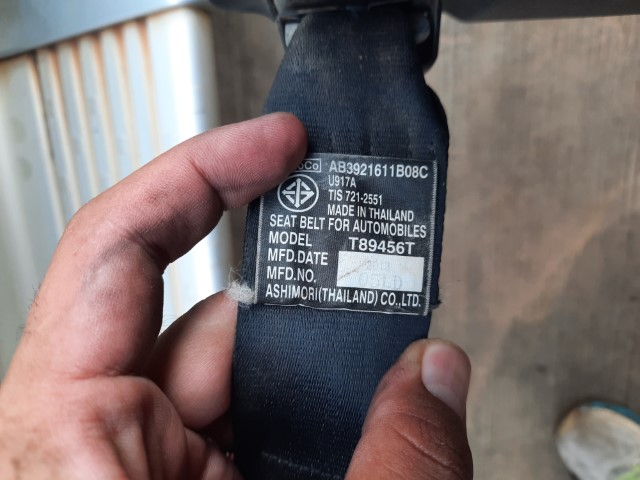 AB3921611B08C
U917A
TIS 721-2551
MADE IN THAILAND
SEAT BELT FOR AUTOMOBILES
MODEL T89456T
MFD.DATE
MFD.NO.
ASHIMORI(THAILAND) CO.,LTD.